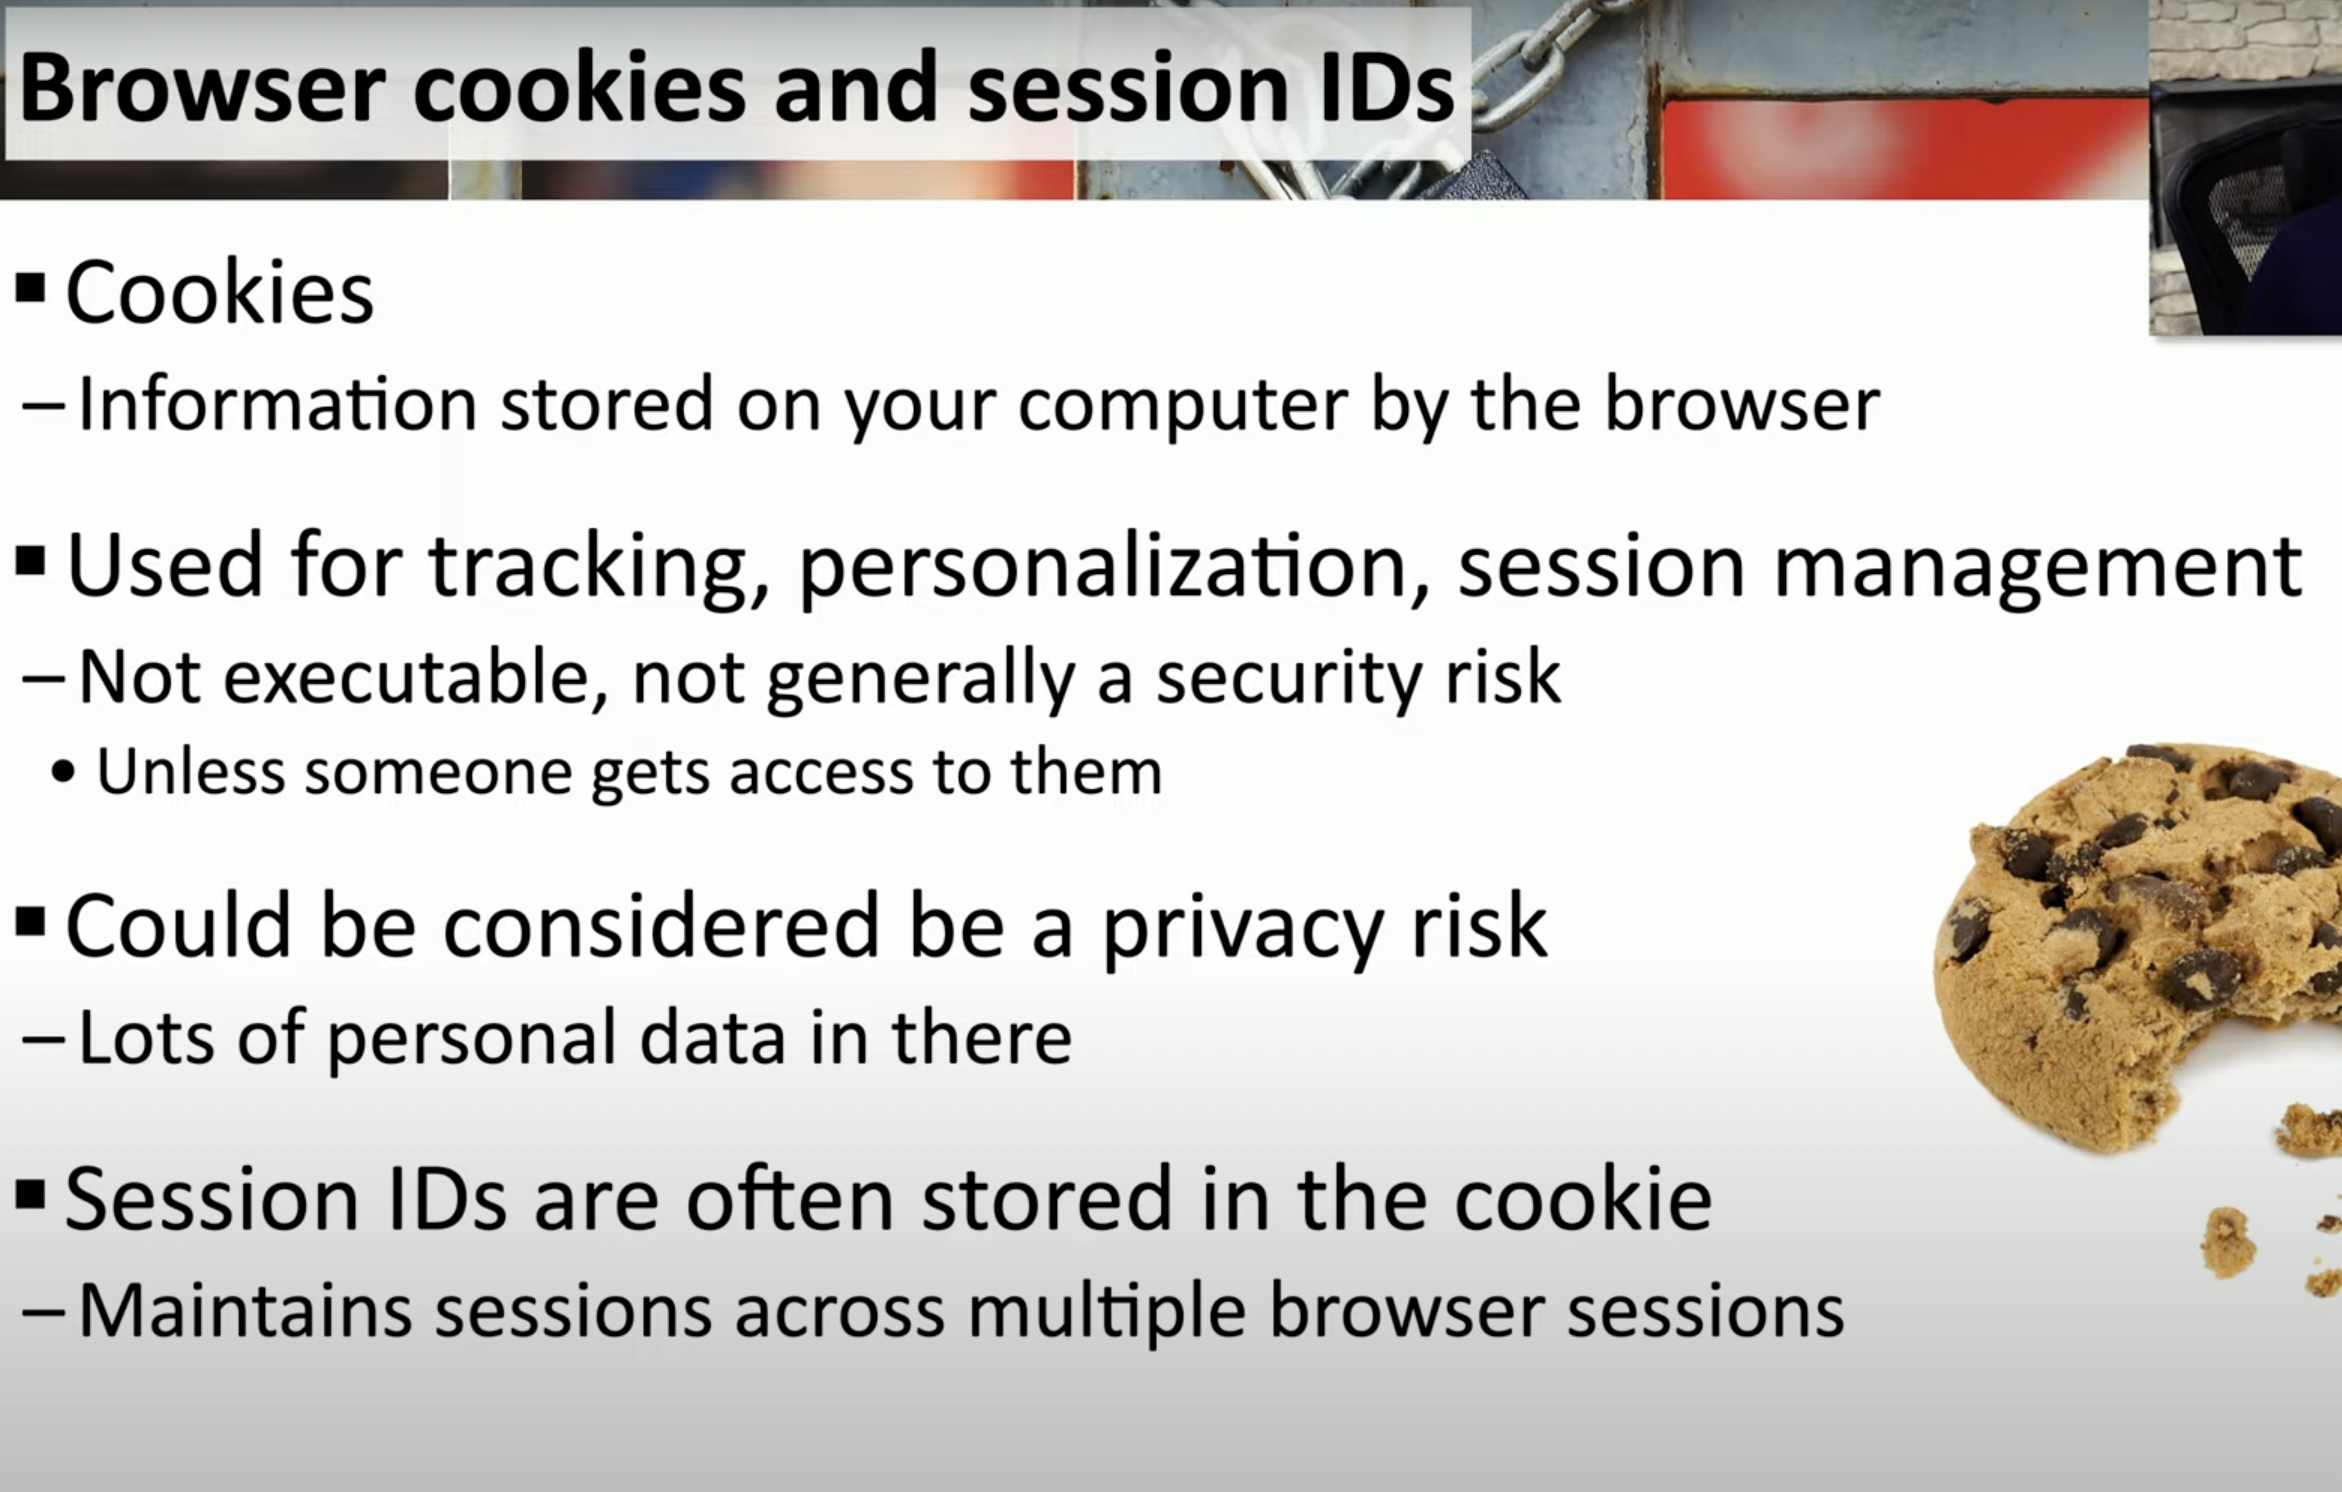 Browser cookies and session IDs
▪ Cookies
– Information stored on your computer by the browser
▪ Used for tracking, personalization, session management
– Not executable, not generally a security risk
• Unless someone gets access to them
▪ Could be considered be a privacy risk
– Lots of personal data in there
▪ Session IDs are often stored in the cookie
– Maintains sessions across multiple browser sessions